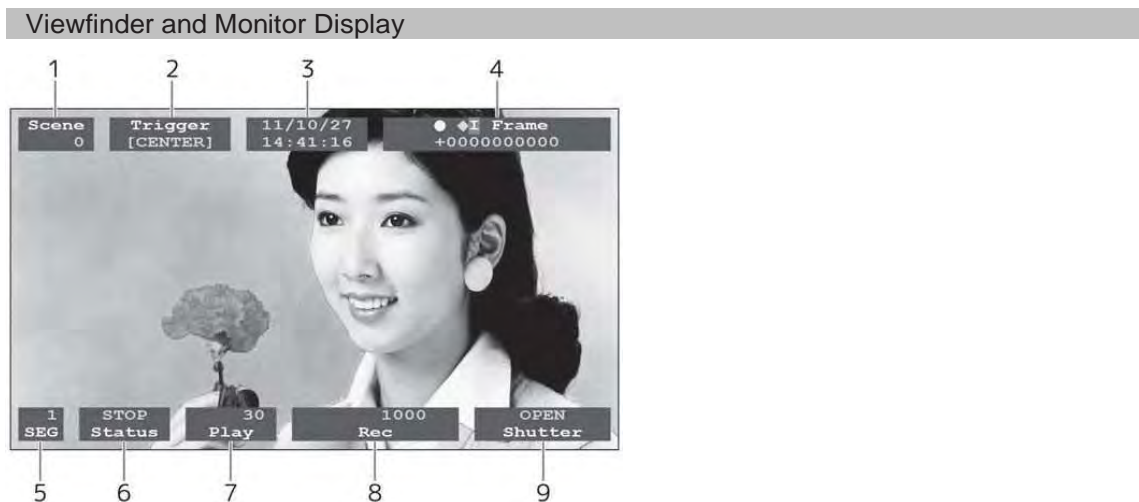 Viewfinder and Monitor Display
1 2 3 4
Scene Trigger 11/10/27 ● ◆I Frame
0 [CENTER] 14:41:16 +0000000000
1 STOP 30 1000 OPEN
SEG Status Play Rec Shutter
5 6 7 8 9